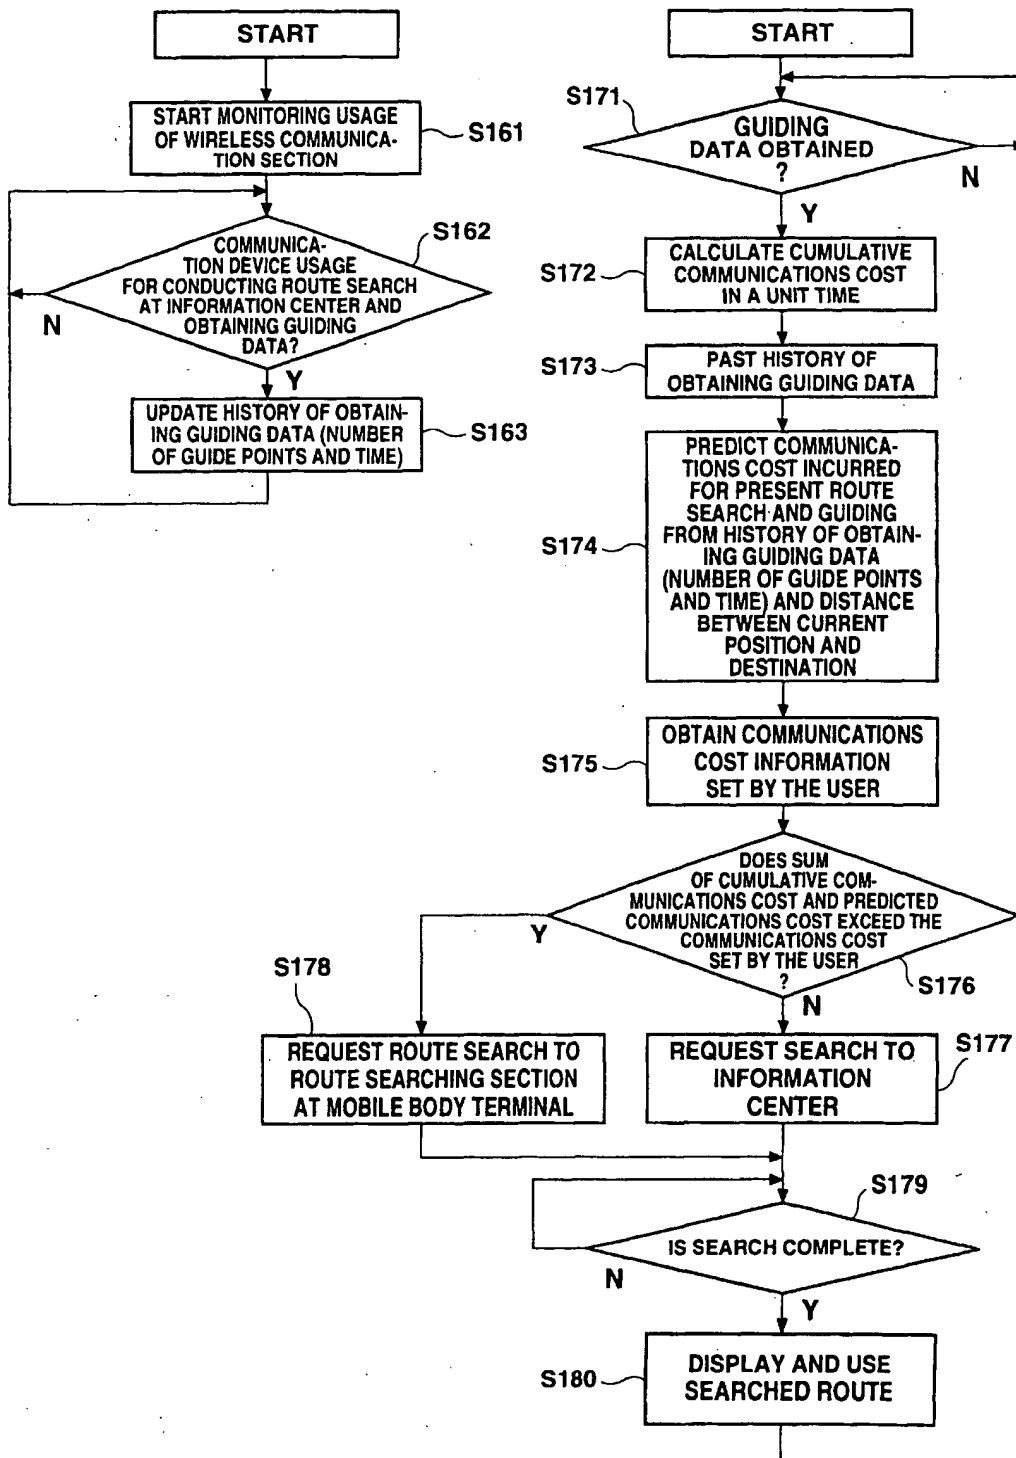 START
START MONITORING USAGE
OF WIRELESS COMMUNICA-
TION SECTION
S161
COMMUNICA-
TION DEVICE USAGE
FOR CONDUCTING ROUTE SEARCH
AT INFORMATION CENTER AND
OBTAINING GUIDING
DATA?
S162
N
Y
UPDATE HISTORY OF OBTAIN-
ING GUIDING DATA (NUMBER
OF GUIDE POINTS AND TIME)
S163
START
S171
GUIDING
DATA OBTAINED
?
N
Y
S172
CALCULATE CUMULATIVE
COMMUNICATIONS COST
IN A UNIT TIME
S173
PAST HISTORY OF
OBTAINING GUIDING DATA
S174
PREDICT COMMUNICA-
TIONS COST INCURRED
FOR PRESENT ROUTE
SEARCH AND GUIDING
FROM HISTORY OF OBTAIN-
ING GUIDING DATA
(NUMBER OF GUIDE POINTS
AND TIME) AND DISTANCE
BETWEEN CURRENT
POSITION AND
DESTINATION
S175
OBTAIN COMMUNICATIONS
COST INFORMATION
SET BY THE USER
DOES SUM
OF CUMULATIVE COM-
MUNICATIONS COST AND PREDICTED
COMMUNICATIONS COST EXCEED THE
COMMUNICATIONS COST
SET BY THE USER
?
S176
Y
N
S178
REQUEST ROUTE SEARCH TO
ROUTE SEARCHING SECTION
AT MOBILE BODY TERMINAL
REQUEST SEARCH TO
INFORMATION
CENTER
S177
S179
IS SEARCH COMPLETE?
N
Y
S180
DISPLAY AND USE
SEARCHED ROUTE